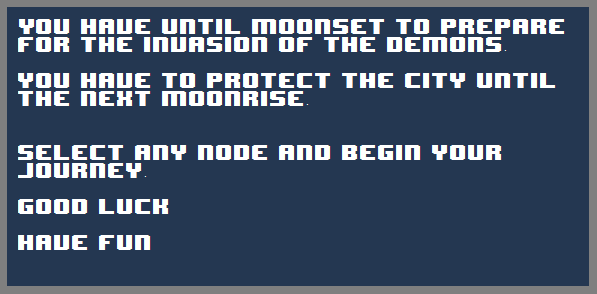 YOU HAVE UNTIL MOONSET TO PREPARE
FOR THE INVASION OF THE DEMONS.
YOU HAVE TO PROTECT THE CITY UNTIL
THE NEXT MOONRISE.
SELECT ANY NODE AND BEGIN YOUR
JOURNEY.
GOOD LUCK
HAVE FUN